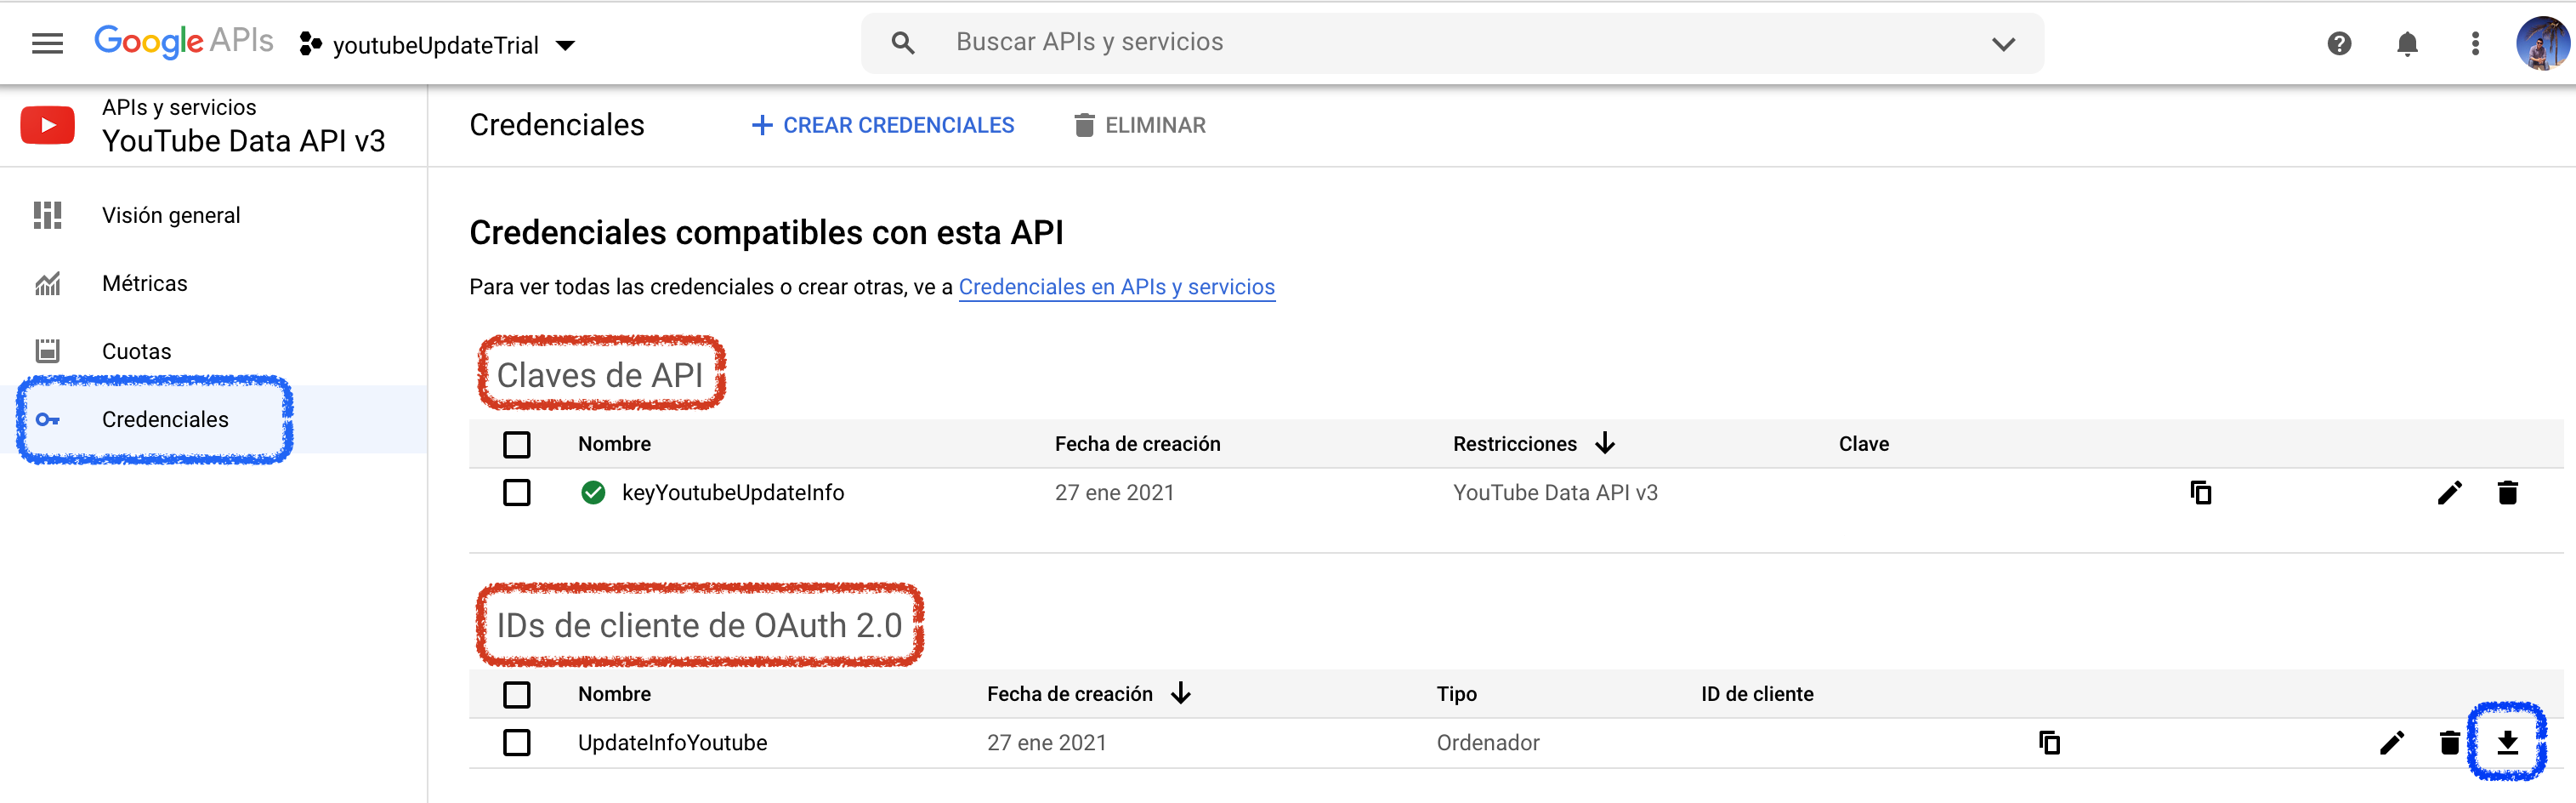 Google APIs youtubeUpdateTrial Buscar APIs y servicios
APIs y servicios
YouTube Data API v3
Credenciales CREAR CREDENCIALES ELIMINAR
Visión general
Métricas
Cuotas
Credenciales
Credenciales compatibles con esta API
Para ver todas las credenciales o crear otras, ve a Credenciales en APIs y servicios
Claves de API
Nombre Fecha de creación Restricciones Clave
keyYoutubeUpdateInfo 27 ene 2021 YouTube Data API v3
IDs de cliente de OAuth 2.0
Nombre Fecha de creación Tipo ID de cliente
UpdateInfoYoutube 27 ene 2021 Ordenador